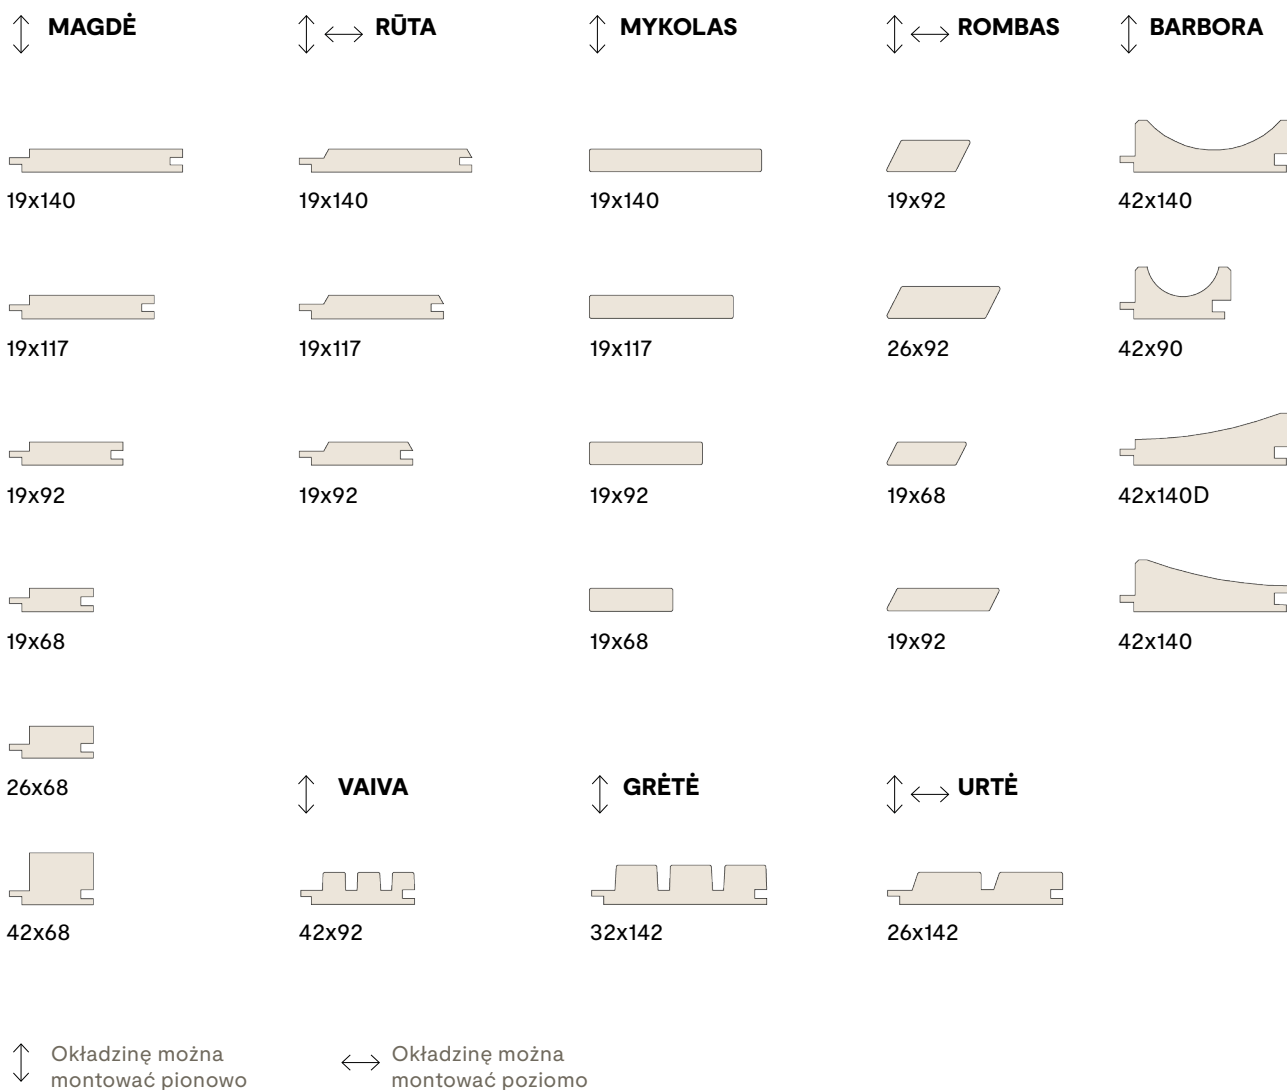 MAGDĖ
RŪTA
MYKOLAS
ROMBAS
BARBORA
19x140
19x140
19x140
19x92
42x140
19x117
19x117
19x117
26x92
42x90
19x92
19x92
19x92
19x68
42x140D
19x68
19x68
19x92
42x140
26x68
VAIVA
GRĖTĖ
URTĖ
42x68
42x92
32x142
26x142
Okładzinę można
montować pionowo
Okładzinę można
montować poziomo